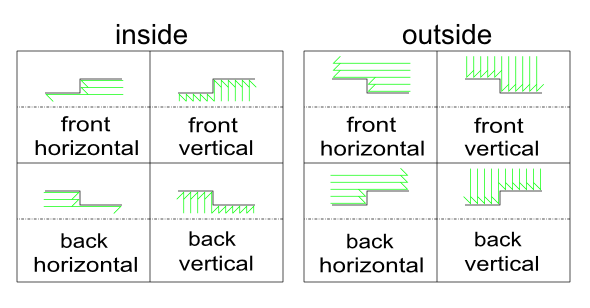 inside
outside
front
horizontal
front
vertical
front
horizontal
front
vertical
back
horizontal
back
vertical
back
horizontal
back
vertical